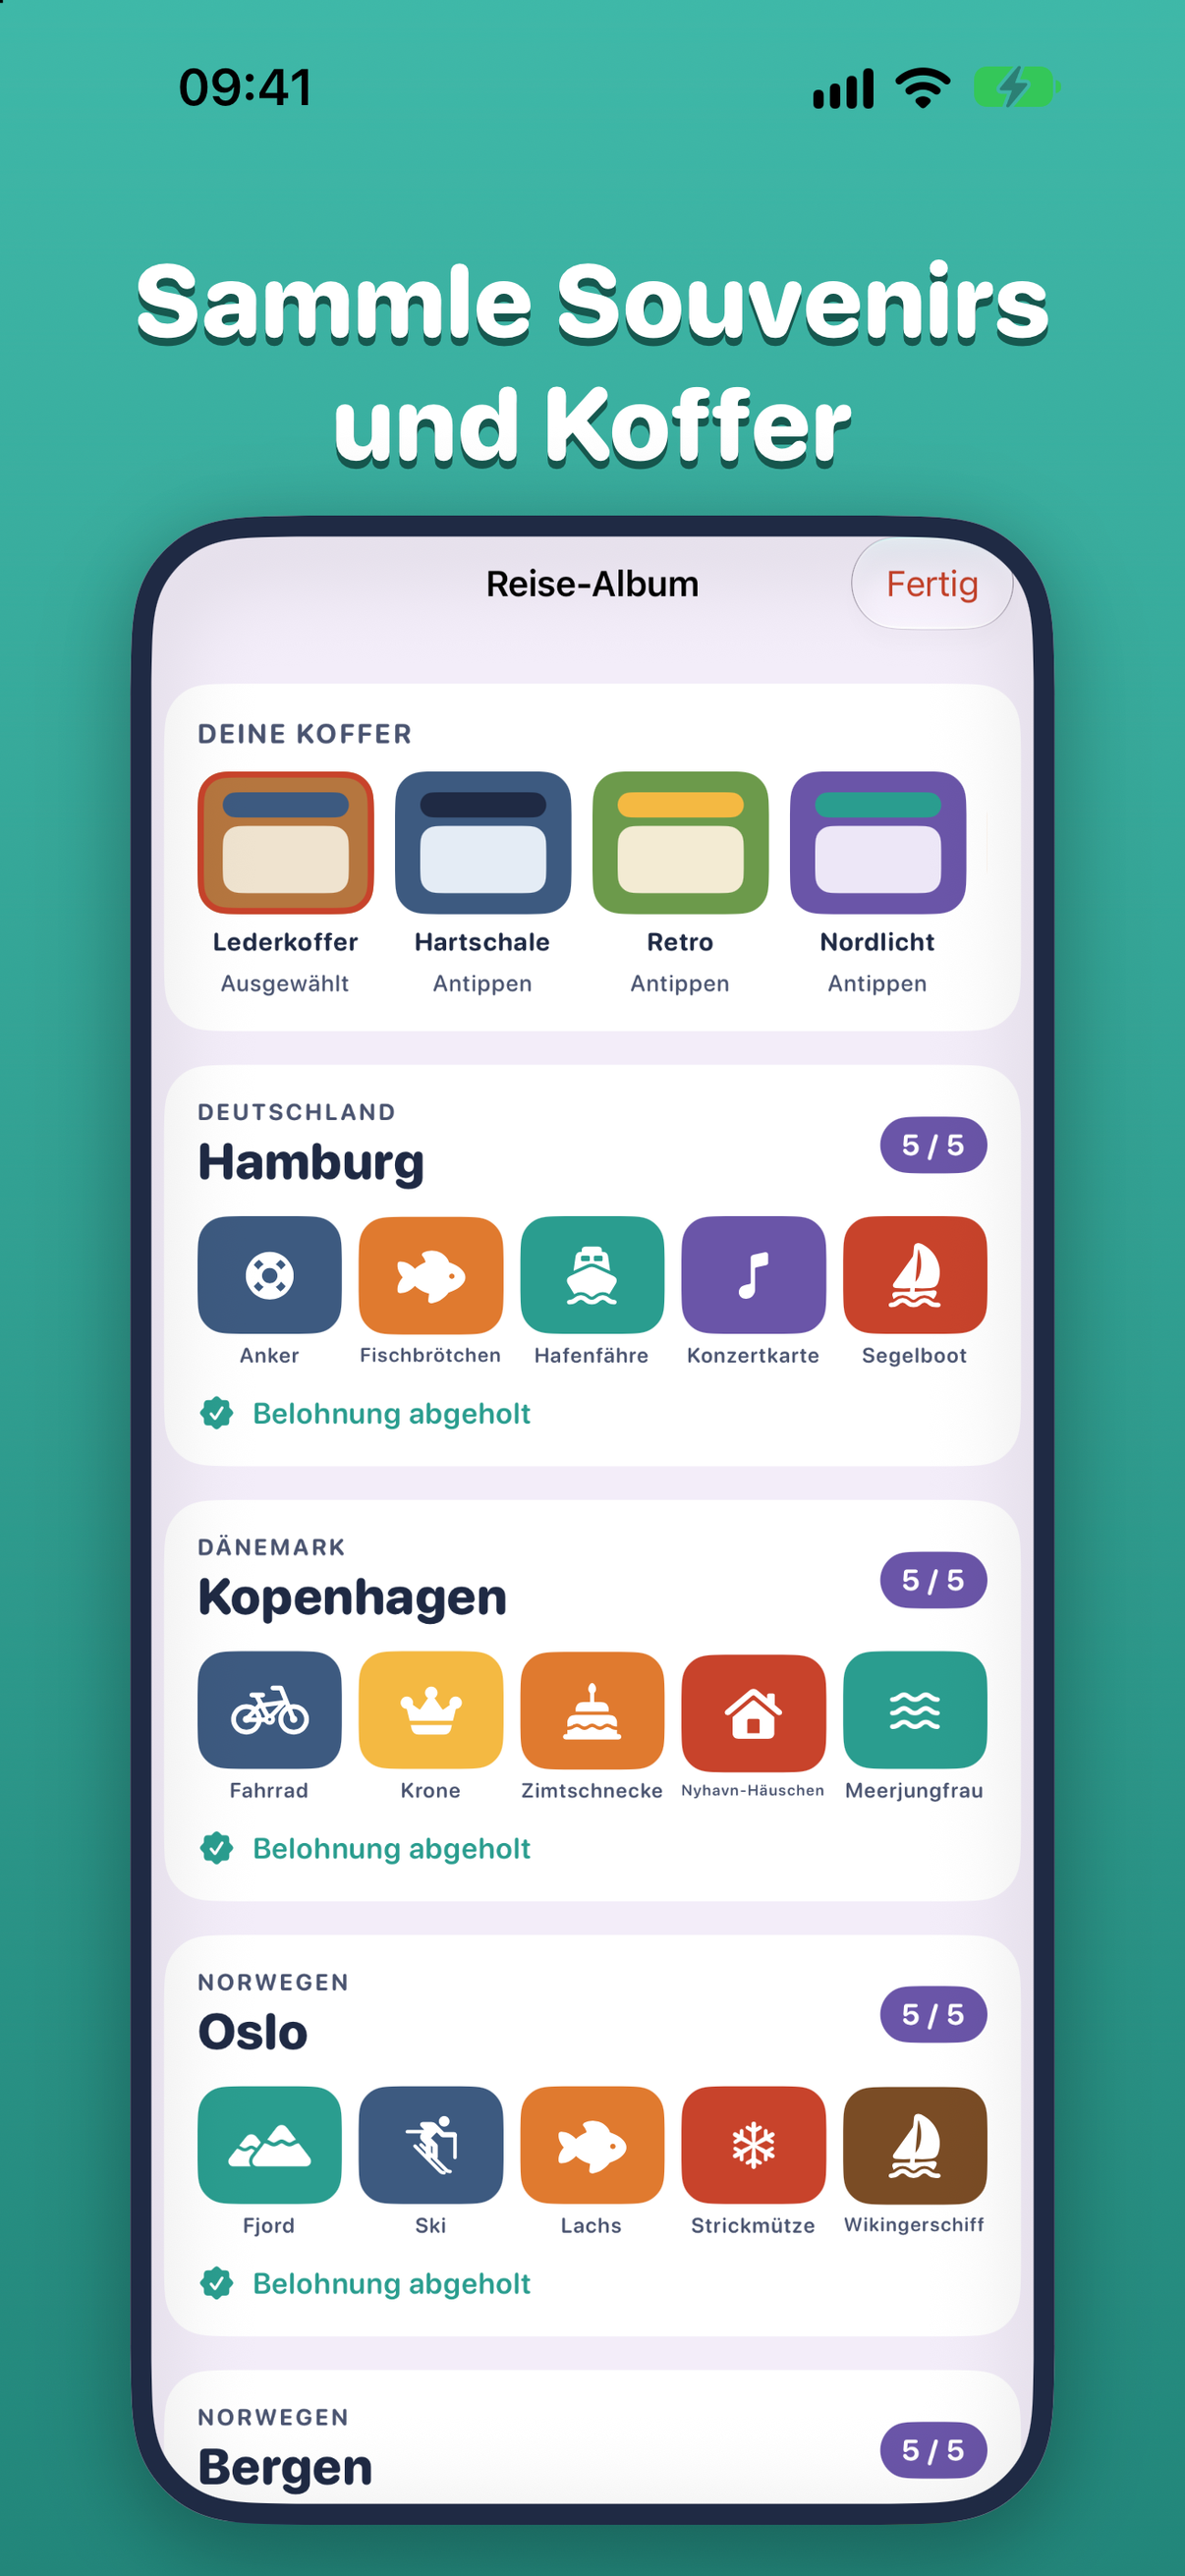 09:41
Sammle Souvenirs
und Koffer
Reise-Album
Fertig
DEINE KOFFER
Lederkoffer Hartschale Retro Nordlicht
Ausgewählt Antippen Antippen Antippen
DEUTSCHLAND
Hamburg
5 / 5
Anker Fischbrötchen Hafenfähre Konzertkarte Segelboot
Belohnung abgeholt
DÄNEMARK
Kopenhagen
5 / 5
Fahrrad Krone Zimtschnecke Nyhavn-Häuschen Meerjungfrau
Belohnung abgeholt
NORWEGEN
Oslo
5 / 5
Fjord Ski Lachs Strickmütze Wikingerschiff
Belohnung abgeholt
NORWEGEN
Bergen
5 / 5